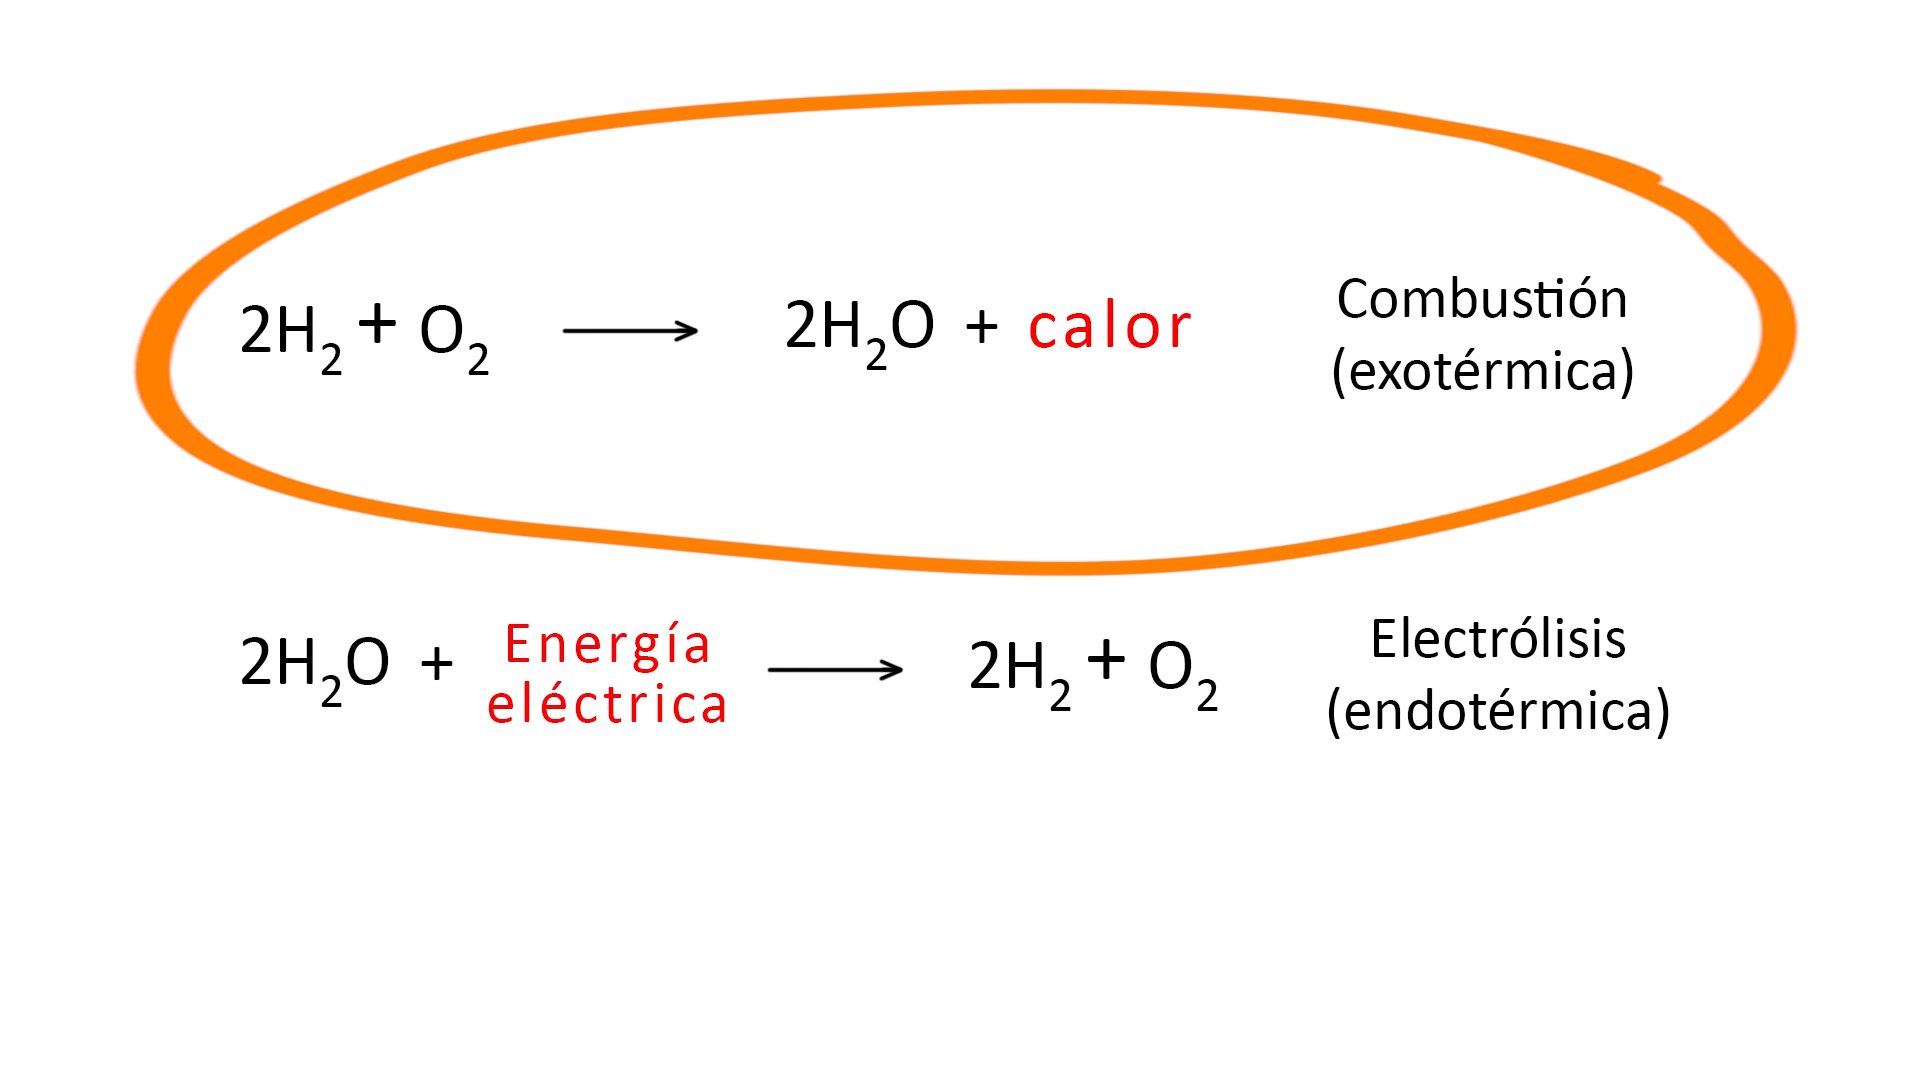 2H₂ + O₂ ⟶ 2H₂O + calor
Combustión
(exotérmica)
2H₂O + Energía eléctrica ⟶ 2H₂ + O₂
Electrólisis
(endotérmica)